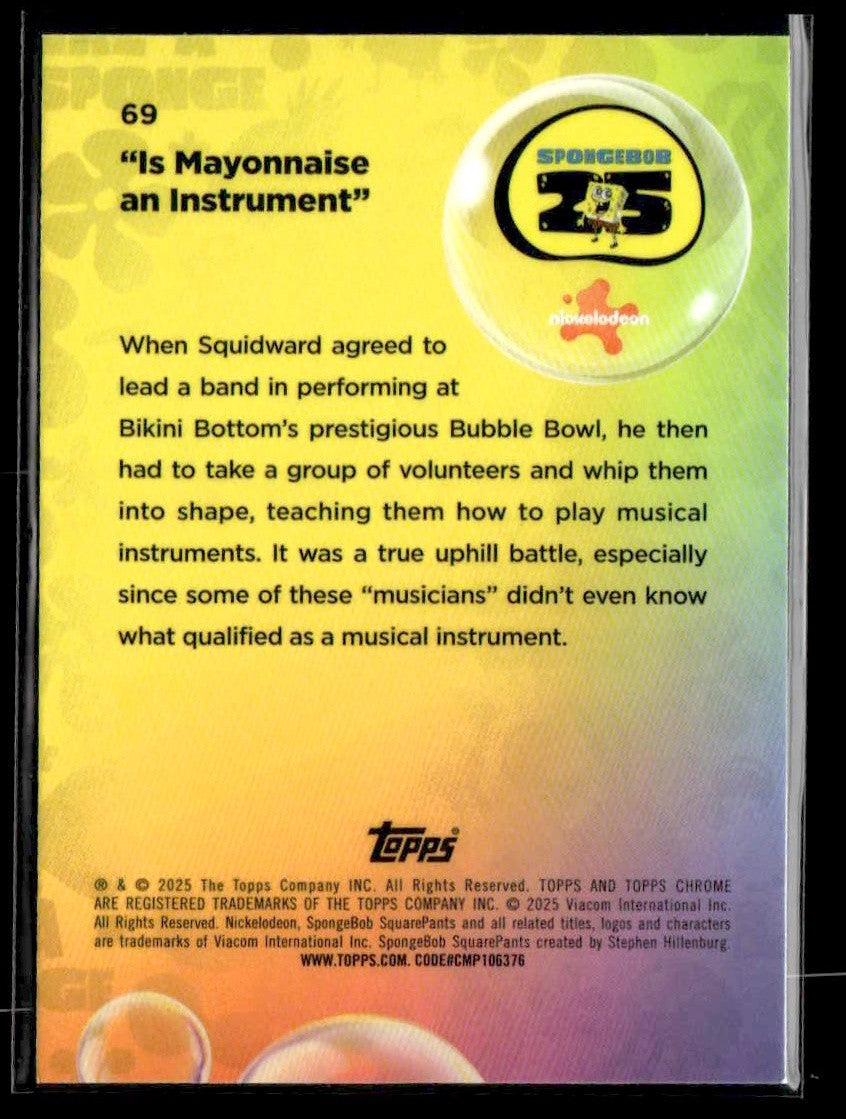 69
"Is Mayonnaise
an Instrument"
SPONGEBOB
25
nickelodeon
When Squidward agreed to
lead a band in performing at
Bikini Bottom's prestigious Bubble Bowl, he then
had to take a group of volunteers and whip them
into shape, teaching them how to play musical
instruments. It was a true uphill battle, especially
since some of these "musicians" didn't even know
what qualified as a musical instrument.
Topps®
® & © 2025 The Topps Company INC. All Rights Reserved. TOPPS AND TOPPS CHROME
ARE REGISTERED TRADEMARKS OF THE TOPPS COMPANY INC. © 2025 Viacom International Inc.
All Rights Reserved. Nickelodeon, SpongeBob SquarePants and all related titles, logos and characters
are trademarks of Viacom International Inc. SpongeBob SquarePants created by Stephen Hillenburg.
WWW.TOPPS.COM. CODE#CMP106376